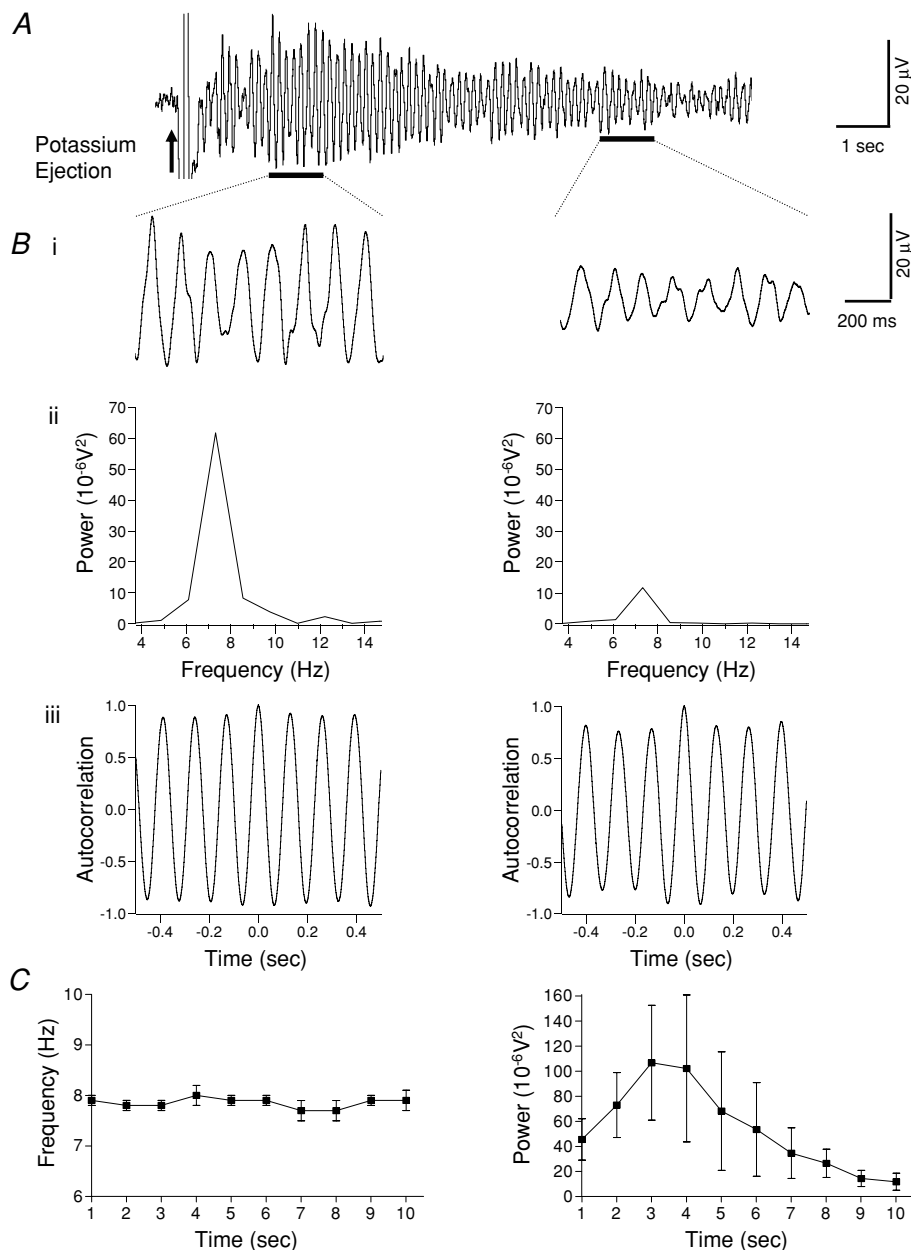 A
Potassium
Ejection
20 µV
1 sec
B i
20 µV
200 ms
ii
Power (10⁻⁶V²)
70
60
50
40
30
20
10
0
4 6 8 10 12 14
Frequency (Hz)
Power (10⁻⁶V²)
70
60
50
40
30
20
10
0
4 6 8 10 12 14
Frequency (Hz)
iii
Autocorrelation
1.0
0.5
0.0
-0.5
-1.0
-0.4 -0.2 0.0 0.2 0.4
Time (sec)
Autocorrelation
1.0
0.5
0.0
-0.5
-1.0
-0.4 -0.2 0.0 0.2 0.4
Time (sec)
C
Frequency (Hz)
10
9
8
7
6
1 2 3 4 5 6 7 8 9 10
Time (sec)
Power (10⁻⁶V²)
160
140
120
100
80
60
40
20
0
1 2 3 4 5 6 7 8 9 10
Time (sec)